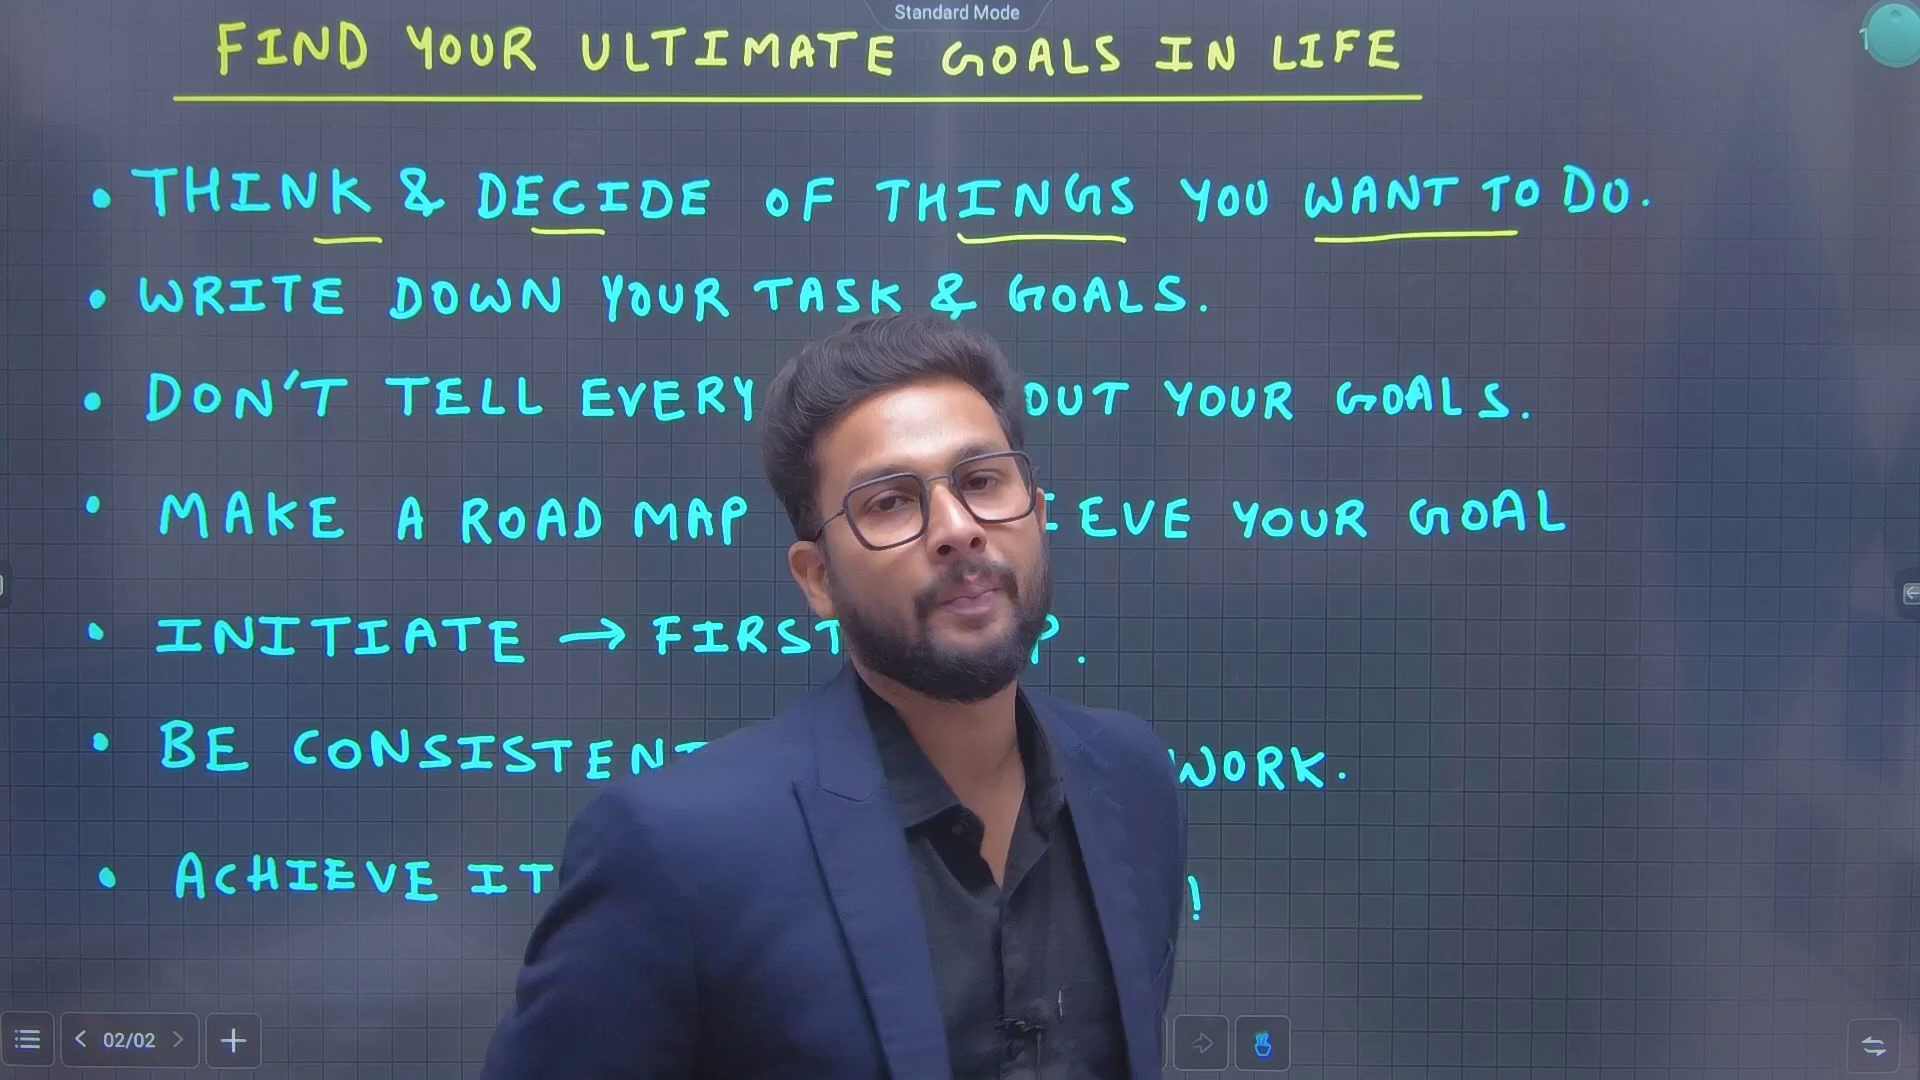 Standard Mode
FIND YOUR ULTIMATE GOALS IN LIFE
• THINK & DECIDE OF THINGS YOU WANT TO DO.
• WRITE DOWN YOUR TASK & GOALS.
• DON'T TELL EVERY OUT YOUR GOALS.
• MAKE A ROAD MAP IEVE YOUR GOAL
• INITIATE → FIRST P.
• BE CONSISTENT WORK.
• ACHIEVE IT !
02/02